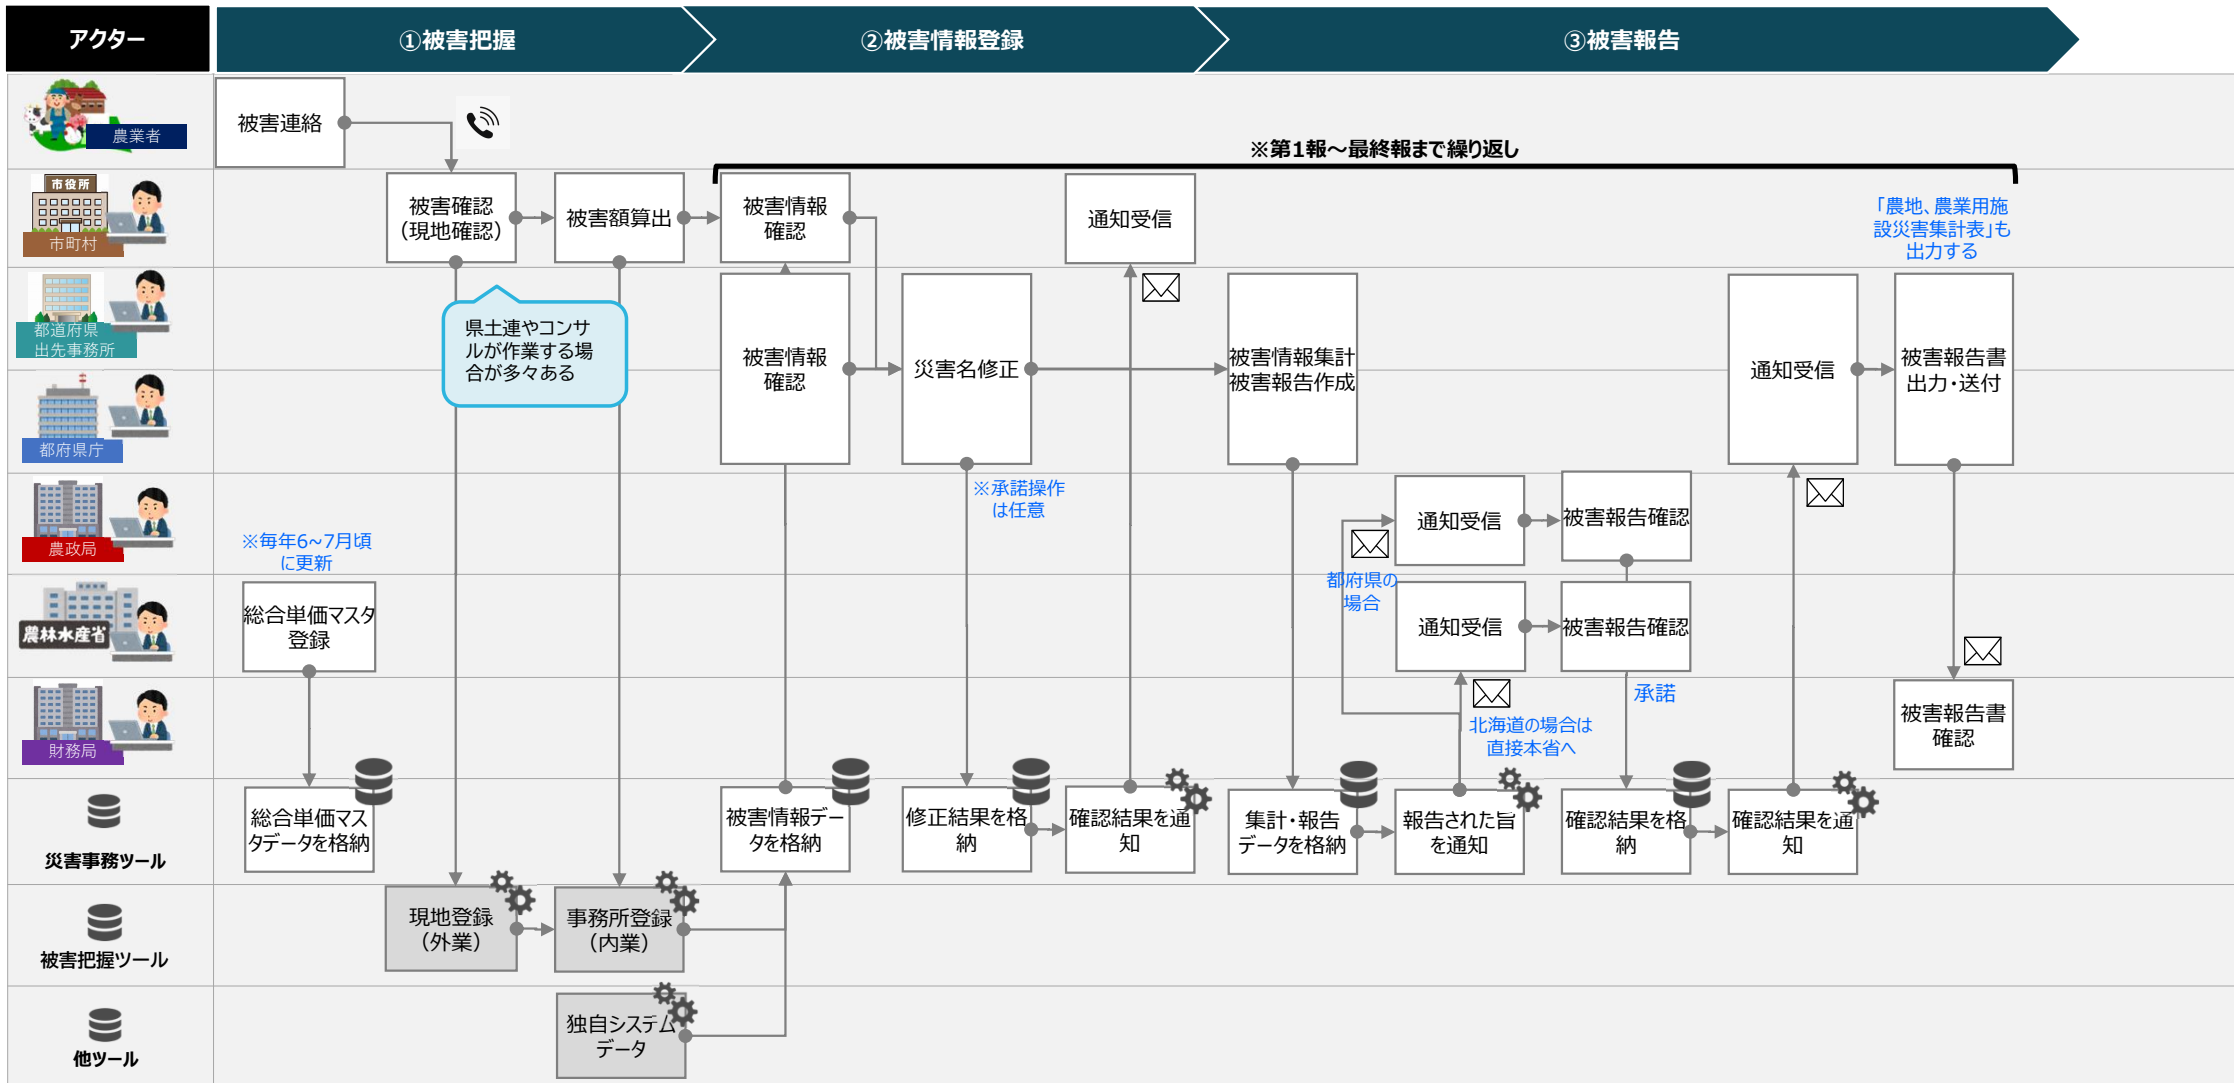 アクター
①被害把握
②被害情報登録
③被害報告
農業者
被害連絡
※第1報～最終報まで繰り返し
市役所
市町村
被害確認
（現地確認）
被害額算出
被害情報
確認
通知受信
「農地、農業用施
設災害集計表」も
出力する
都道府県
出先事務所
都府県庁
県土連やコンサ
ルが作業する場
合が多々ある
被害情報
確認
災害名修正
被害情報集計
被害報告作成
通知受信
被害報告書
出力・送付
農政局
※毎年6~7月頃
に更新
※承諾操作
は任意
通知受信
被害報告確認
都府県の
場合
農林水産省
総合単価マスタ
登録
通知受信
被害報告確認
財務局
承諾
北海道の場合は
直接本省へ
被害報告書
確認
災害事務ツール
総合単価マス
タデータを格納
被害情報デー
タを格納
修正結果を格
納
確認結果を通
知
集計・報告
データを格納
報告された旨
を通知
確認結果を格
納
確認結果を通
知
被害把握ツール
現地登録
（外業）
事務所登録
（内業）
他ツール
独自システム
データ